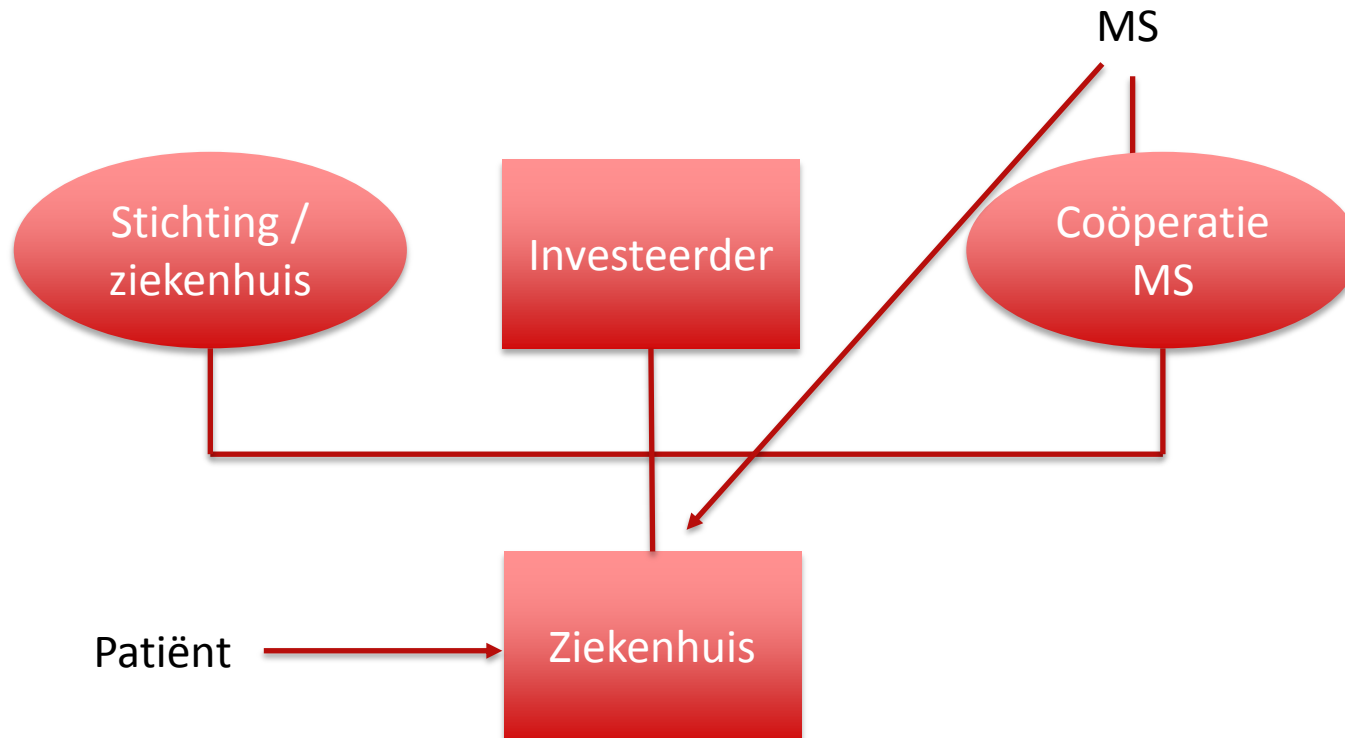 MS
Stichting /
ziekenhuis
Investeerder
Coöperatie
MS
Patiënt
Ziekenhuis